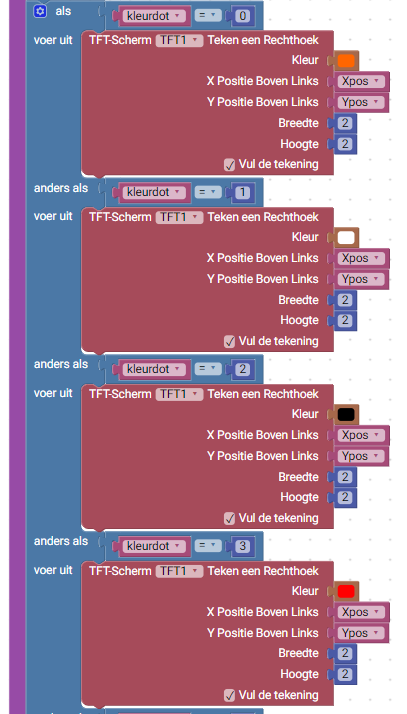 als kleurdot = 0
voer uit TFT-Scherm TFT1 Teken een Rechthoek
Kleur
X Positie Boven Links Xpos
Y Positie Boven Links Ypos
Breedte 2
Hoogte 2
Vul de tekening
anders als kleurdot = 1
voer uit TFT-Scherm TFT1 Teken een Rechthoek
Kleur
X Positie Boven Links Xpos
Y Positie Boven Links Ypos
Breedte 2
Hoogte 2
Vul de tekening
anders als kleurdot = 2
voer uit TFT-Scherm TFT1 Teken een Rechthoek
Kleur
X Positie Boven Links Xpos
Y Positie Boven Links Ypos
Breedte 2
Hoogte 2
Vul de tekening
anders als kleurdot = 3
voer uit TFT-Scherm TFT1 Teken een Rechthoek
Kleur
X Positie Boven Links Xpos
Y Positie Boven Links Ypos
Breedte 2
Hoogte 2
Vul de tekening